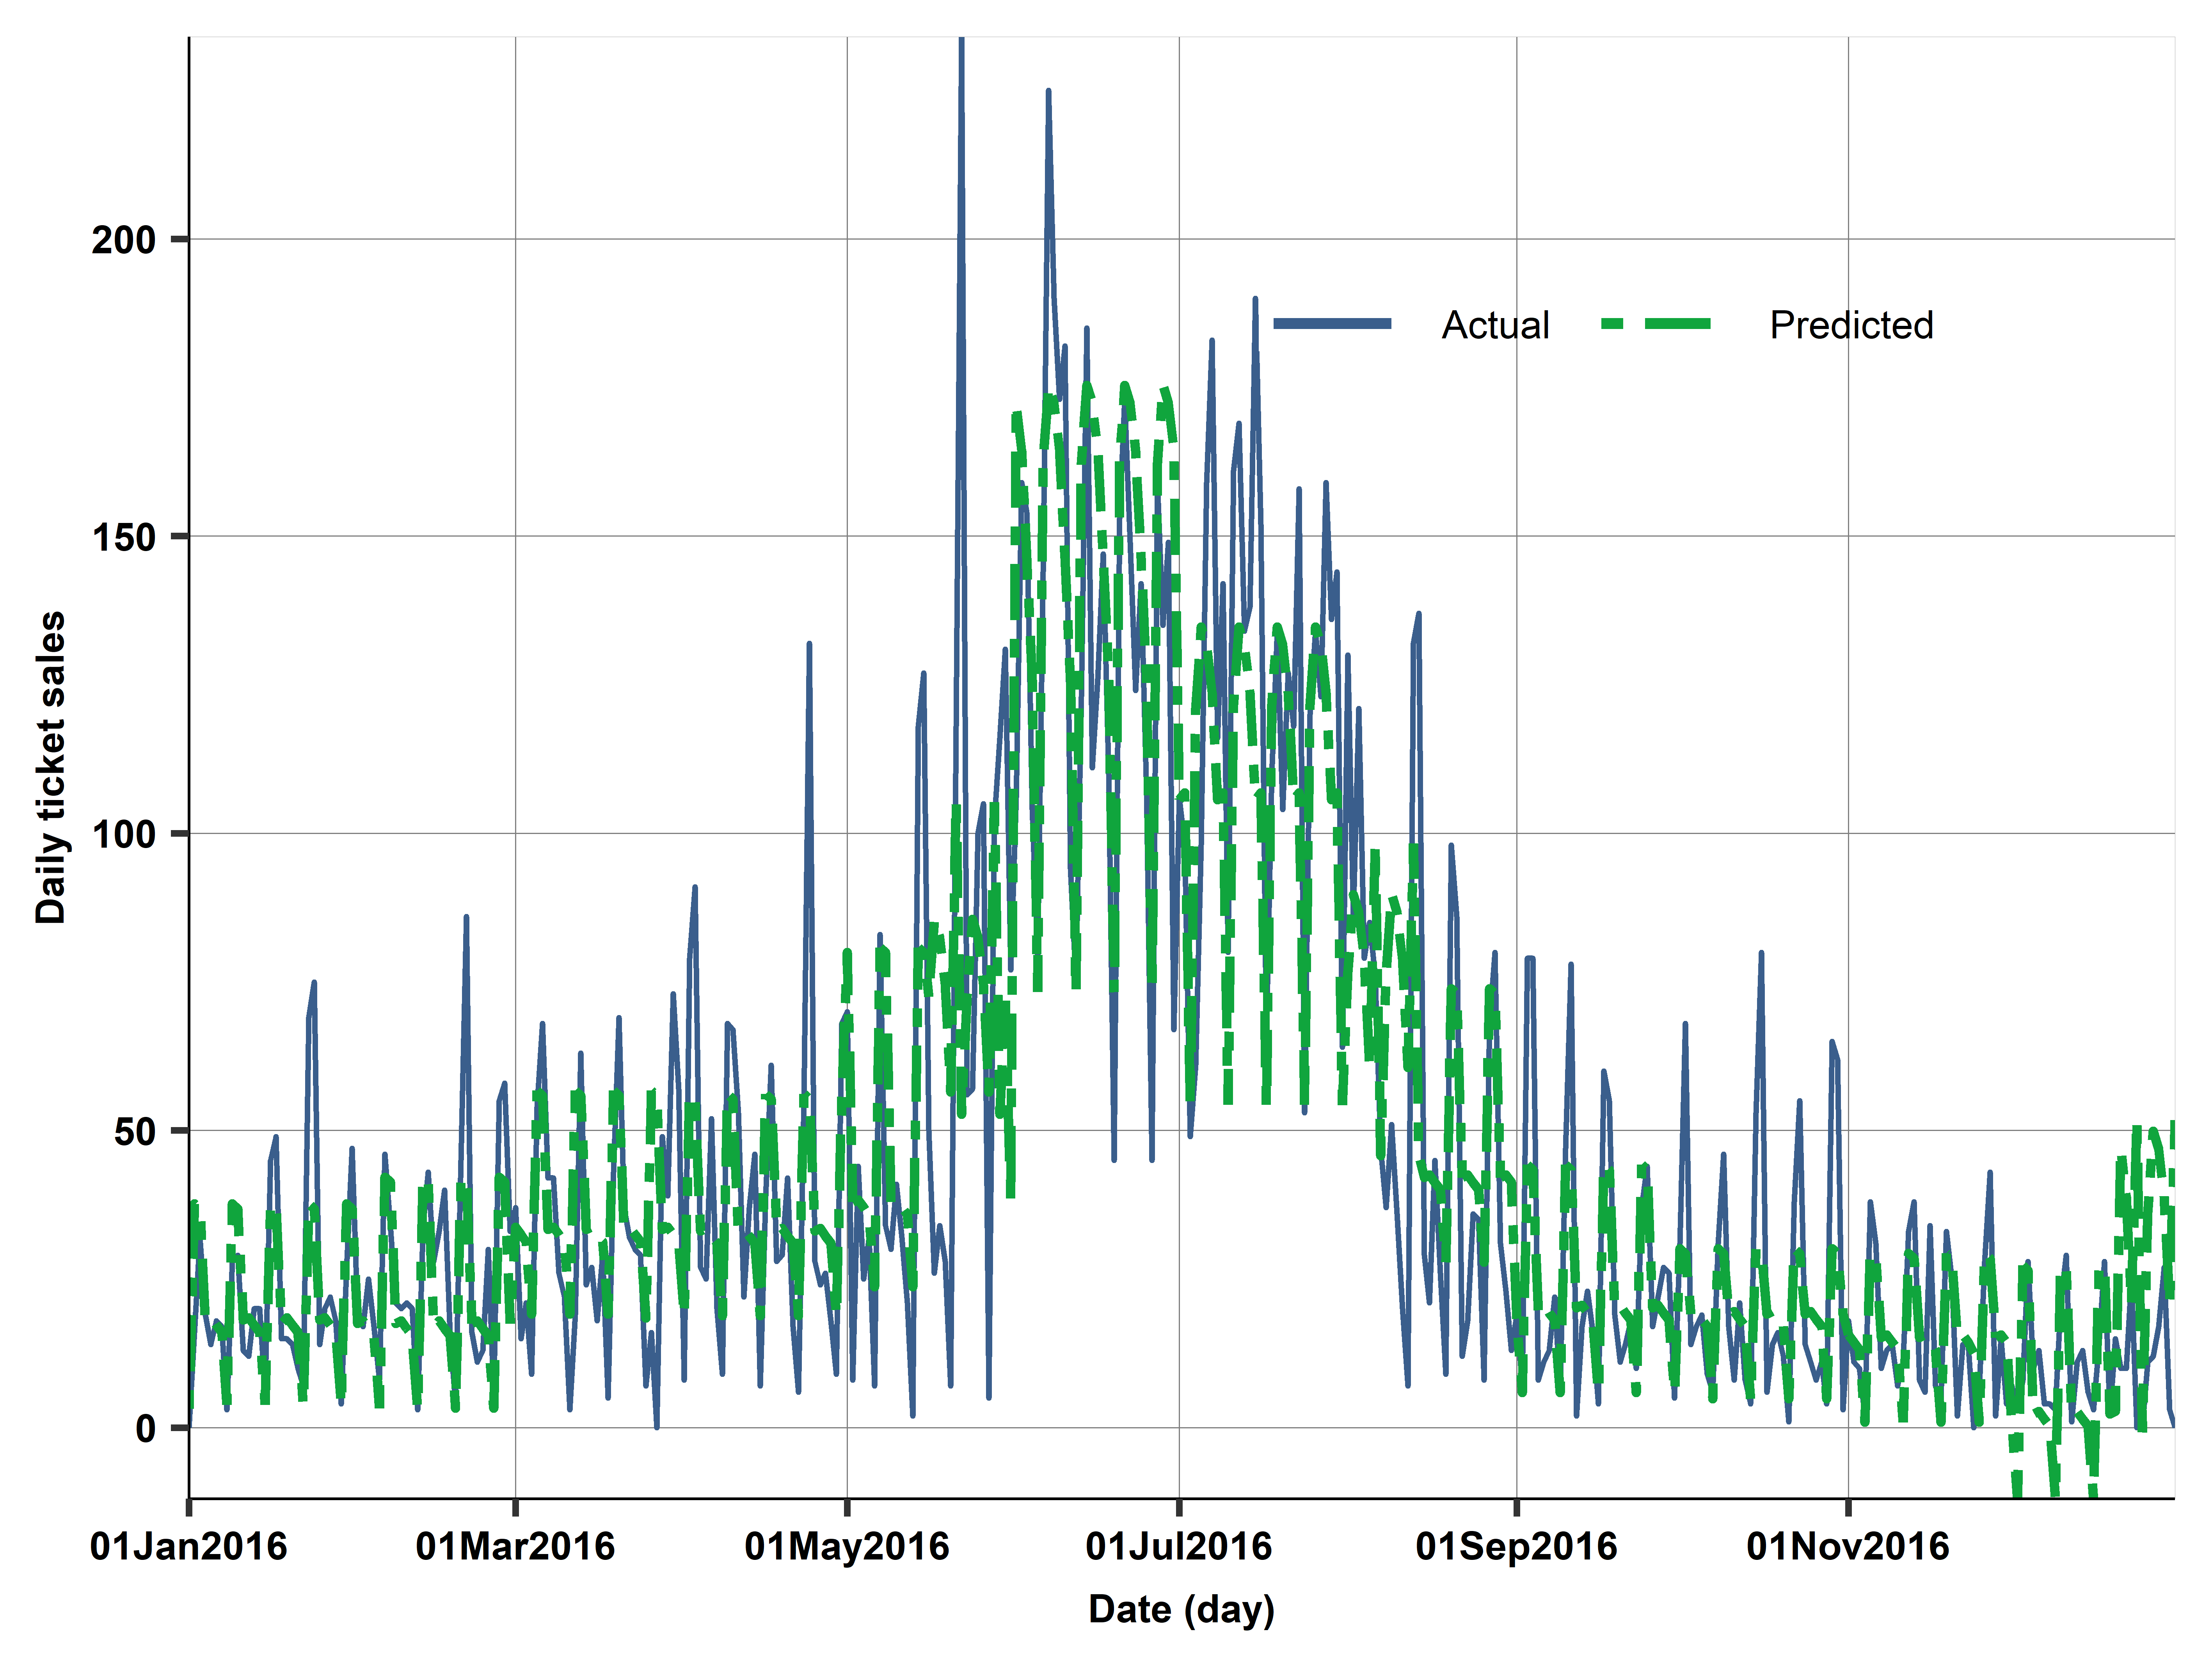 200
150
100
50
0
Daily ticket sales
Actual Predicted
01Jan2016 01Mar2016 01May2016 01Jul2016 01Sep2016 01Nov2016
Date (day)